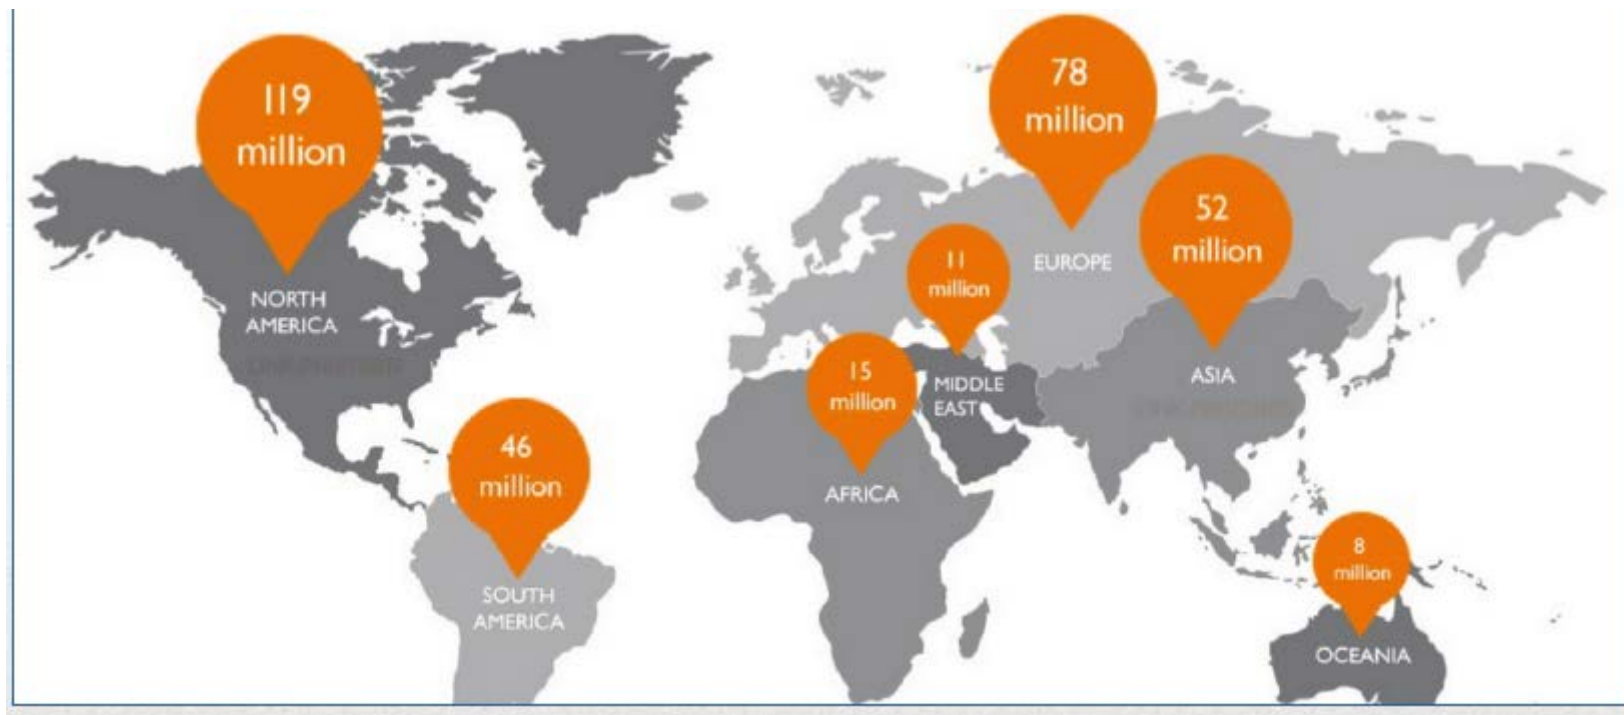 119
million
NORTH
AMERICA
46
million
SOUTH
AMERICA
78
million
EUROPE
52
million
ASIA
11
million
MIDDLE
EAST
15
million
AFRICA
8
million
OCEANIA